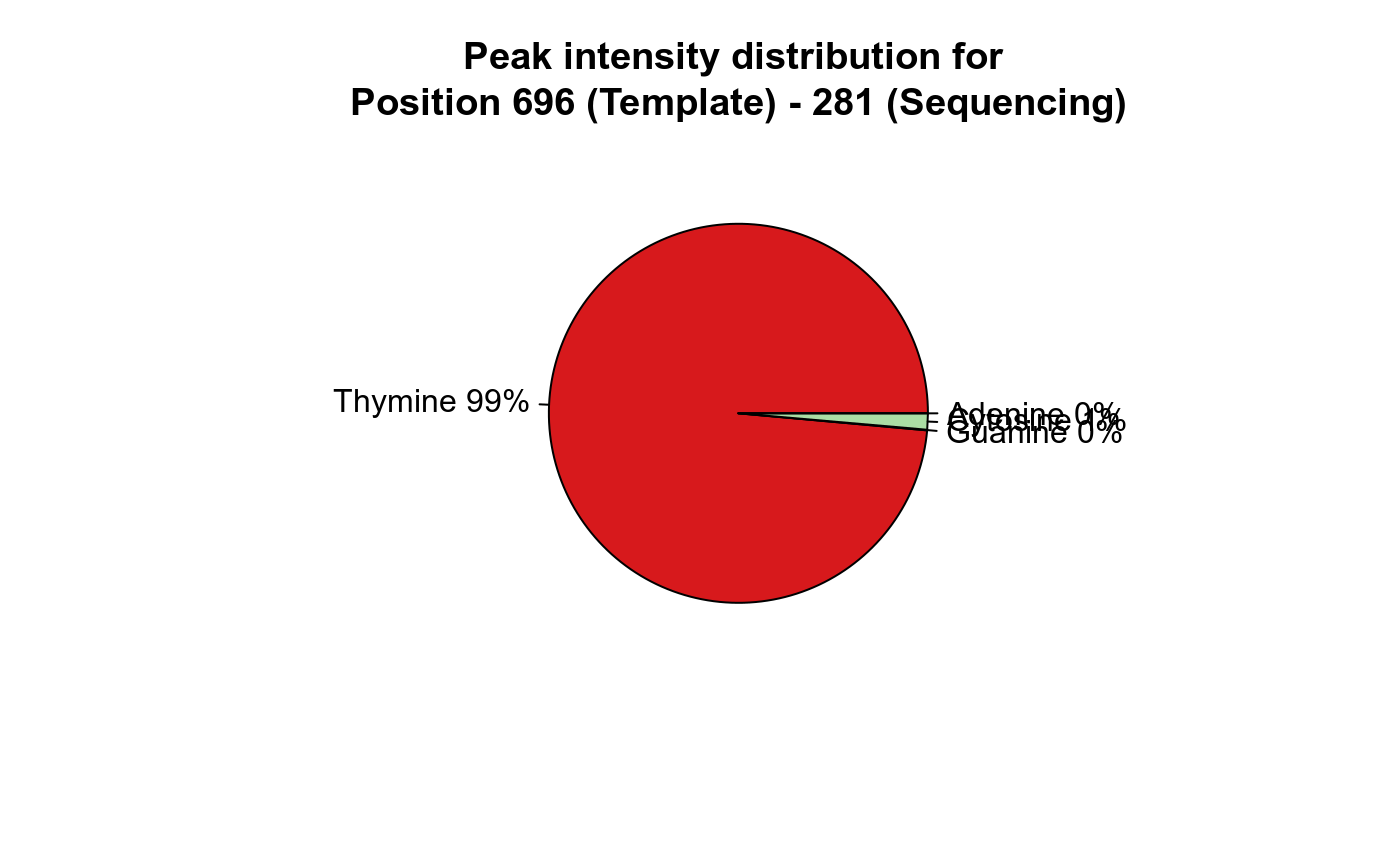 Peak intensity distribution for
Position 696 (Template) - 281 (Sequencing)
Thymine 99%
Adenine 0%
Cytosine 1%
Guanine 0%